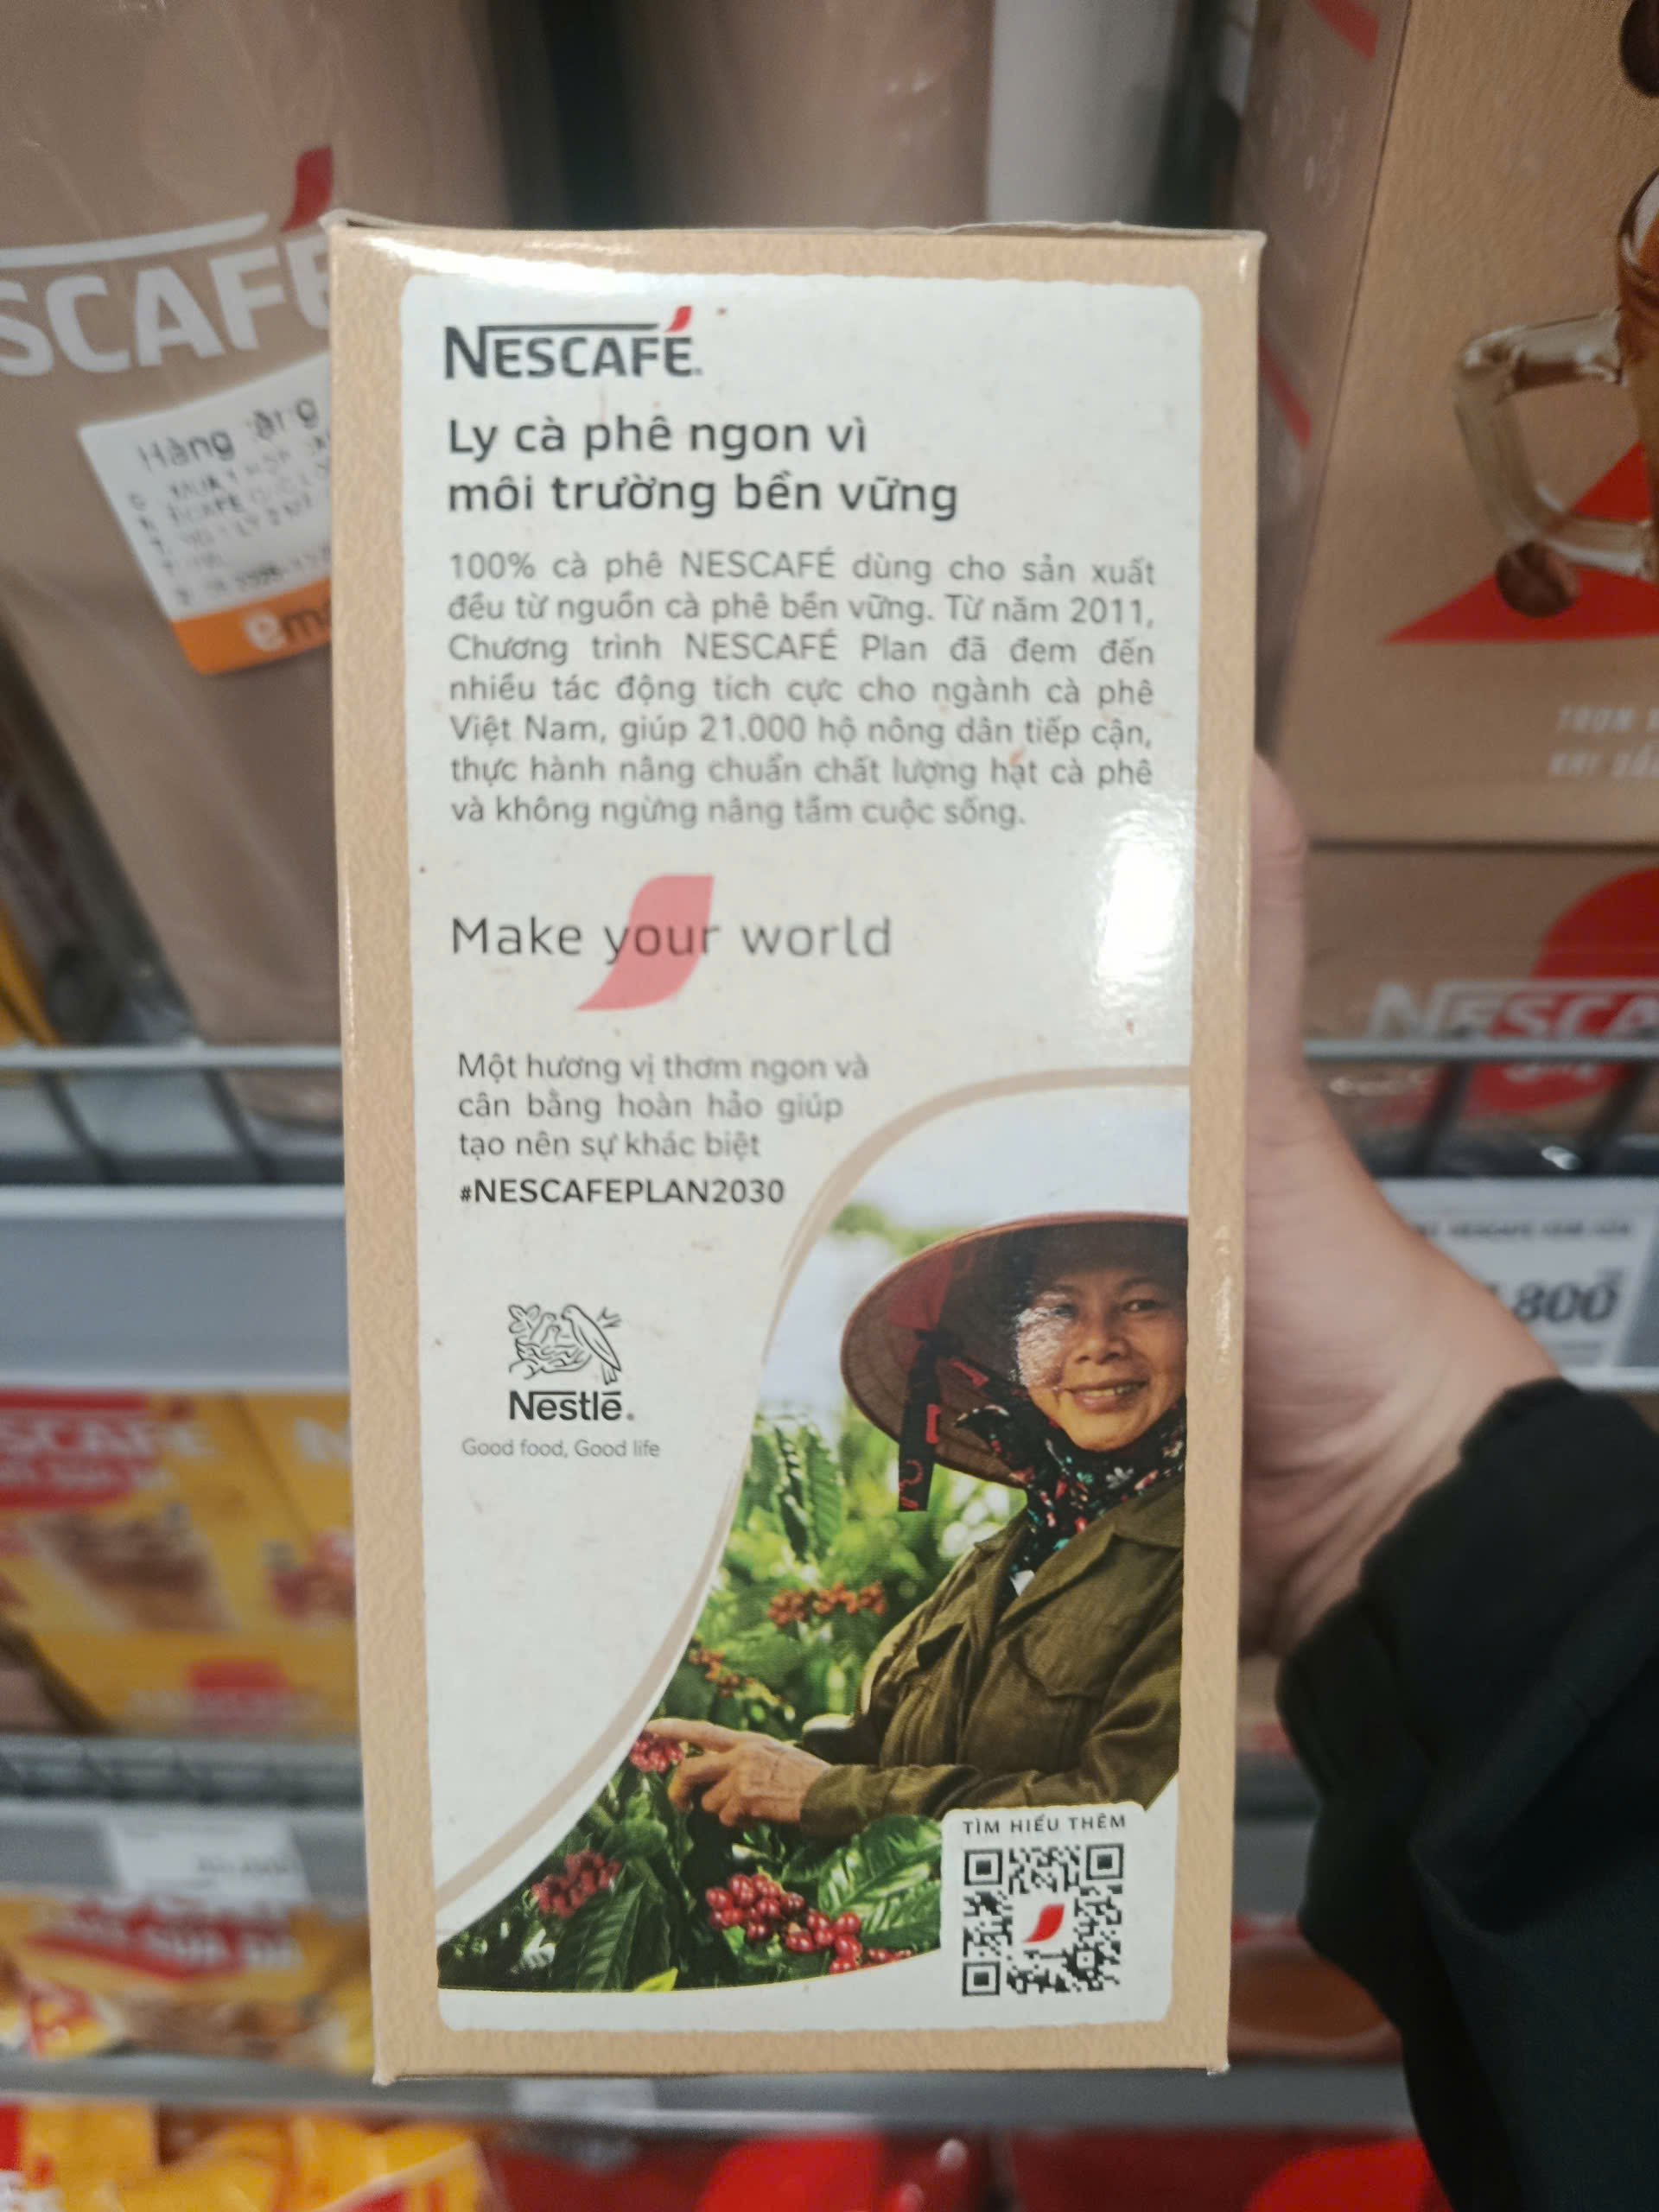 NESCAFÉ
Ly cà phê ngon vì
môi trường bền vững
100% cà phê NESCAFÉ dùng cho sản xuất
đều từ nguồn cà phê bền vững. Từ năm 2011,
Chương trình NESCAFÉ Plan đã đem đến
nhiều tác động tích cực cho ngành cà phê
Việt Nam, giúp 21.000 hộ nông dân tiếp cận,
thực hành nâng chuẩn chất lượng hạt cà phê
và không ngừng nâng tầm cuộc sống.
Make your world
Một hương vị thơm ngon và
cân bằng hoàn hảo giúp
tạo nên sự khác biệt
#NESCAFEPLAN2030
Nestlé
Good food, Good life
TÌM HIỂU THÊM
SCAFÉ
Hàng
NESCA
800